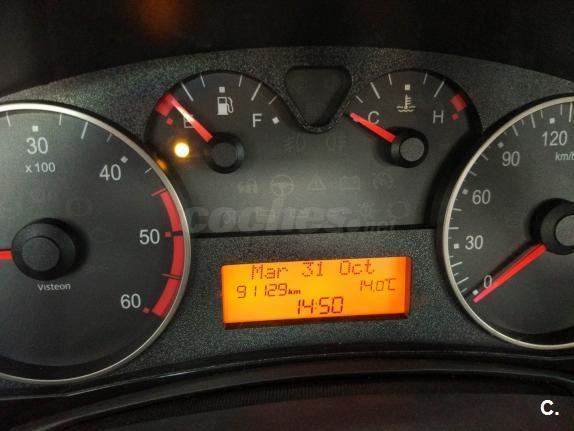 E F
C H
30
x 100
40
50
60
Visteon
120
km/h
90
60
30
0
coches.net
Mar 31 Oct
91129km 14.0°C
14:50
C.